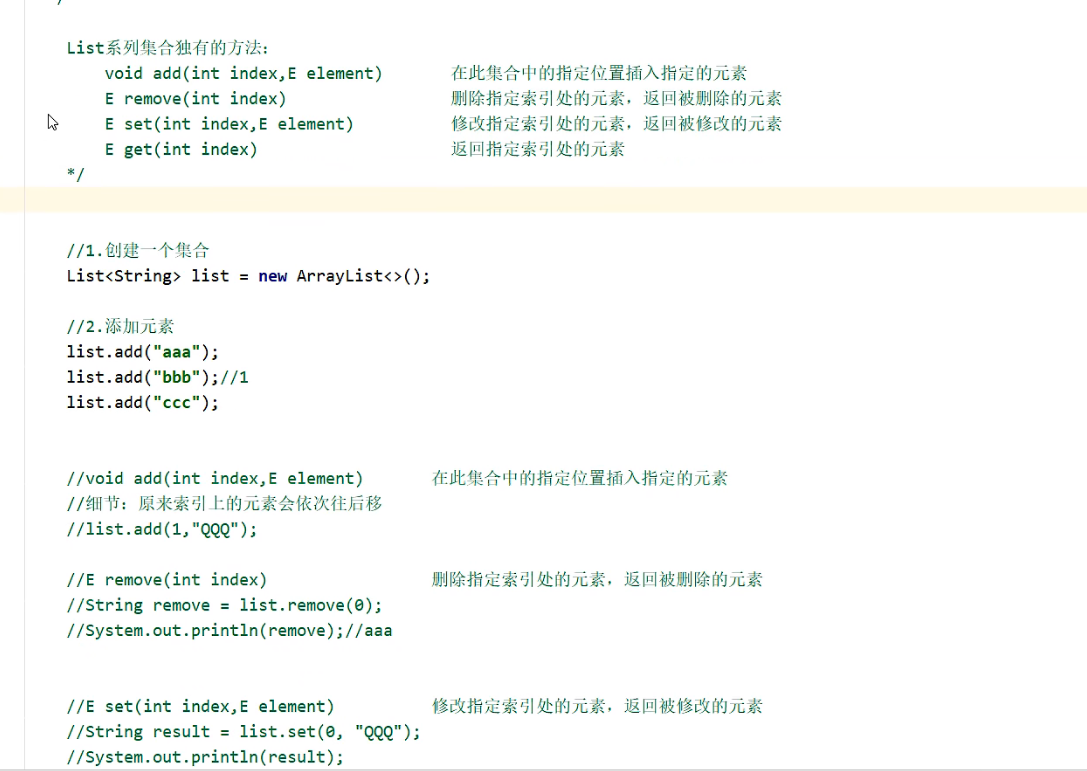 List系列集合独有的方法:
void add(int index,E element)    在此集合中的指定位置插入指定的元素
E remove(int index)    删除指定索引处的元素，返回被删除的元素
E set(int index,E element)    修改指定索引处的元素，返回被修改的元素
E get(int index)    返回指定索引处的元素
*/
//1.创建一个集合
List<String> list = new ArrayList<>();
//2.添加元素
list.add("aaa");
list.add("bbb");//1
list.add("ccc");
//void add(int index,E element)    在此集合中的指定位置插入指定的元素
//细节：原来索引上的元素会依次往后移
//list.add(1,"QQQ");
//E remove(int index)    删除指定索引处的元素，返回被删除的元素
//String remove = list.remove(0);
//System.out.println(remove);//aaa
//E set(int index,E element)    修改指定索引处的元素，返回被修改的元素
//String result = list.set(0, "QQQ");
//System.out.println(result);